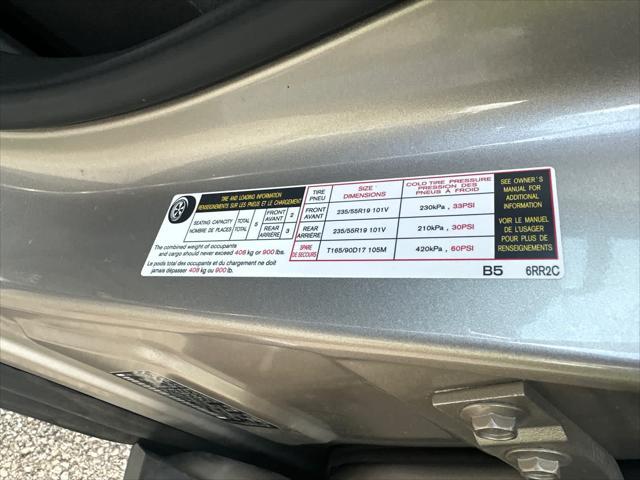 TIRE AND LOADING INFORMATION
RENSEIGNEMENTS SUR LES PNEUS ET LE CHARGEMENT
SEATING CAPACITY
NOMBRE DE PLACES
TOTAL
TOTAL
5
FRONT
AVANT
2
REAR
ARRIÈRE
3
The combined weight of occupants
and cargo should never exceed 408 kg or 900 lbs.
Le poids total des occupants et du chargement ne doit
jamais dépasser 408 kg ou 900 lb.
TIRE
PNEU
SIZE
DIMENSIONS
COLD TIRE PRESSURE
PRESSION DES
PNEUS À FROID
FRONT
AVANT
235/55R19 101V
230kPa , 33PSI
REAR
ARRIÈRE
235/55R19 101V
210kPa , 30PSI
SPARE
DE SECOURS
T165/90D17 105M
420kPa , 60PSI
SEE OWNER'S
MANUAL FOR
ADDITIONAL
INFORMATION
VOIR LE MANUEL
DE L'USAGER
POUR PLUS DE
RENSEIGNEMENTS
B5 6RR2C